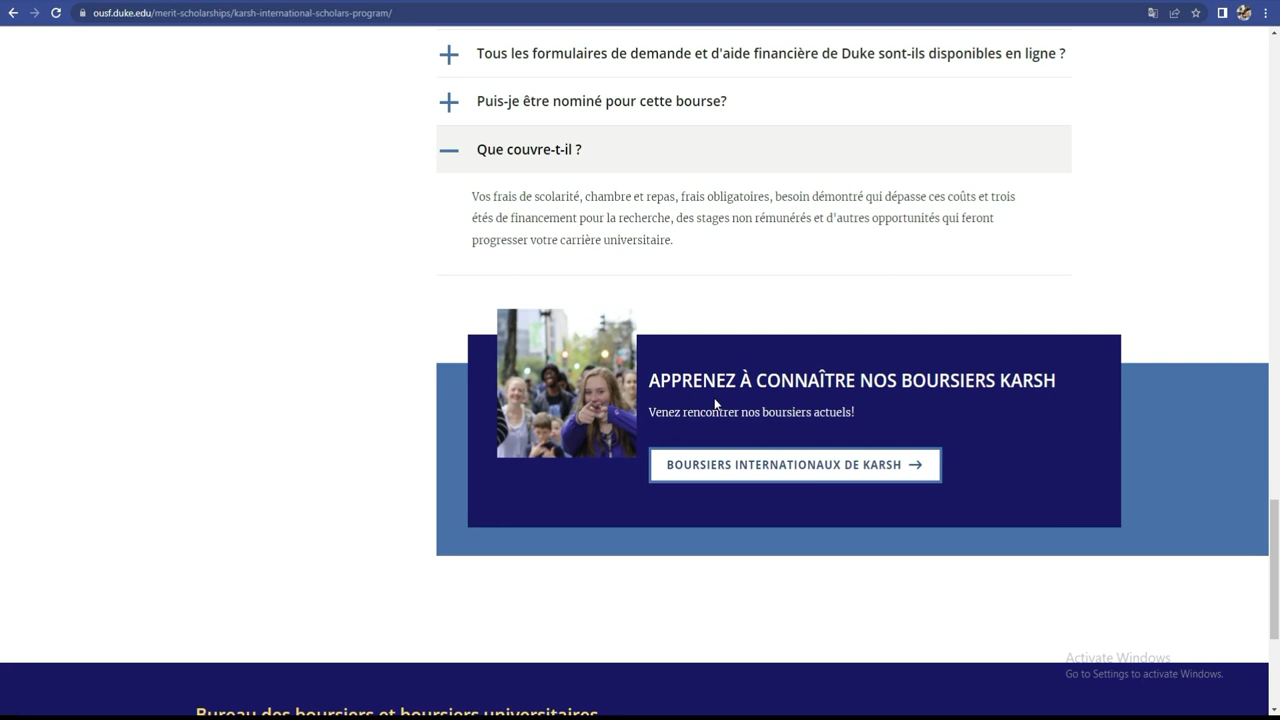 ousf.duke.edu/merit-scholarships/karsh-international-scholars-program/
Tous les formulaires de demande et d'aide financière de Duke sont-ils disponibles en ligne ?
Puis-je être nominé pour cette bourse?
Que couvre-t-il ?
Vos frais de scolarité, chambre et repas, frais obligatoires, besoin démontré qui dépasse ces coûts et trois
étés de financement pour la recherche, des stages non rémunérés et d'autres opportunités qui feront
progresser votre carrière universitaire.
APPRENEZ À CONNAÎTRE NOS BOURSIERS KARSH
Venez rencontrer nos boursiers actuels!
BOURSIERS INTERNATIONAUX DE KARSH →
Activate Windows
Go to Settings to activate Windows.
Bureau des boursiers et boursiers universitaires